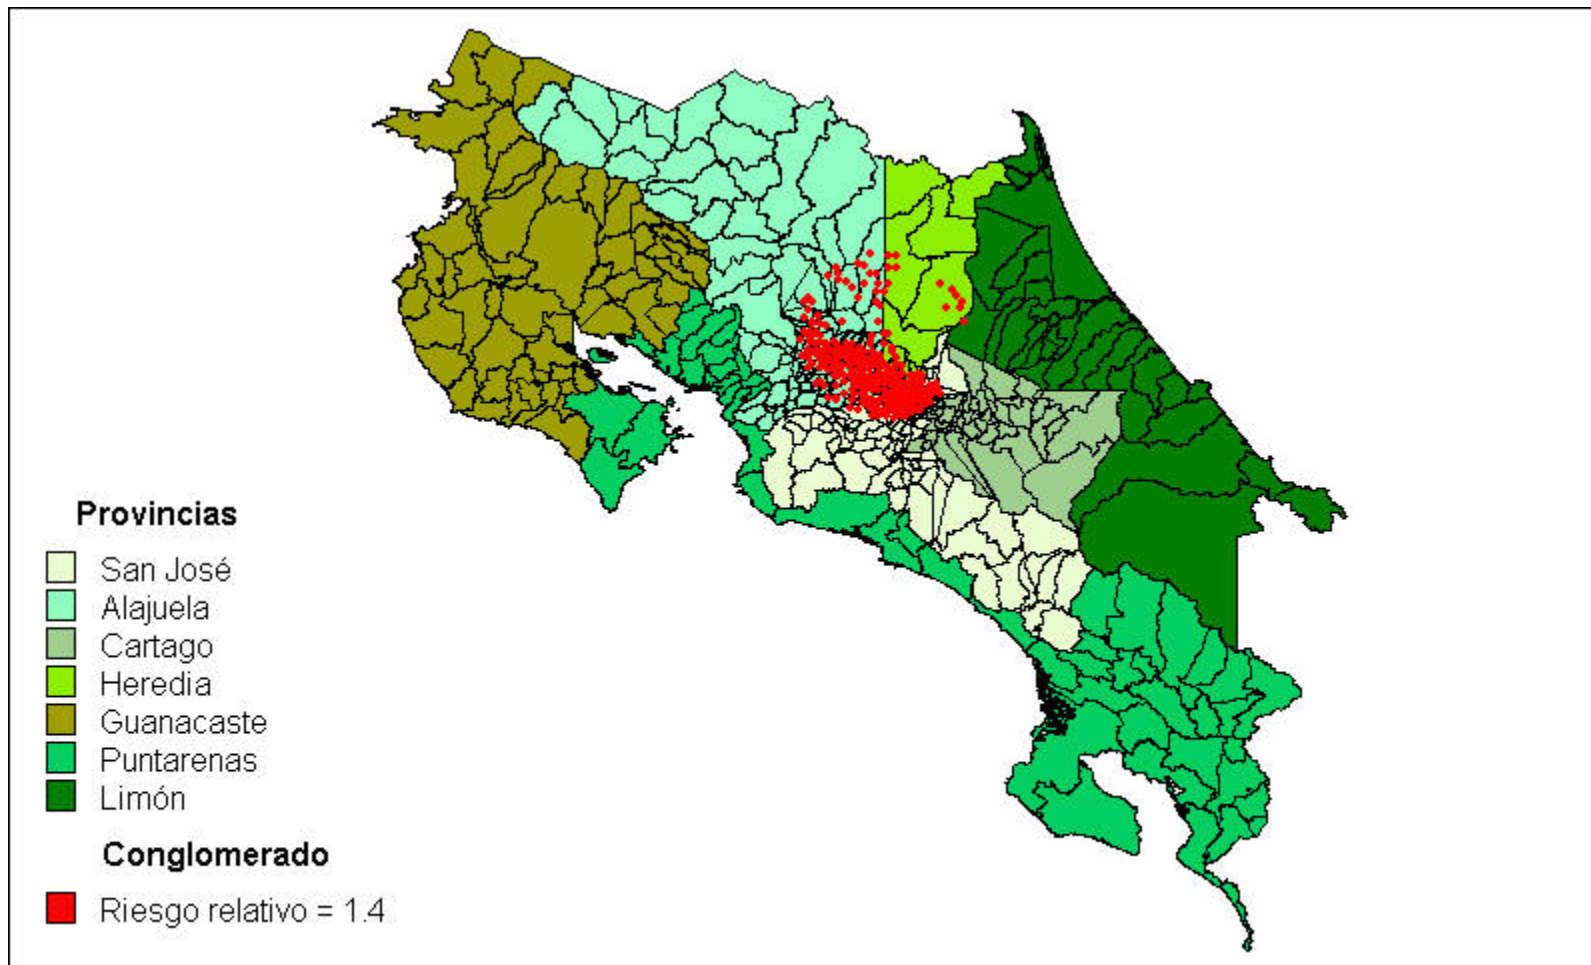 Provincias
San José
Alajuela
Cartago
Heredia
Guanacaste
Puntarenas
Limón
Conglomerado
Riesgo relativo = 1.4